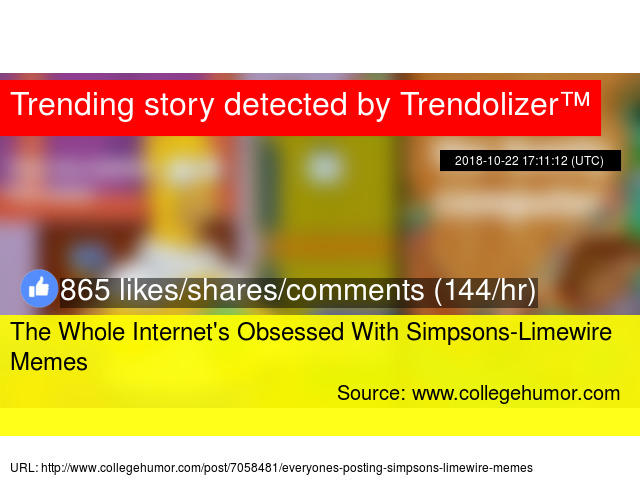 Trending story detected by Trendolizer™
2018-10-22 17:11:12 (UTC)
865 likes/shares/comments (144/hr)
The Whole Internet's Obsessed With Simpsons-Limewire
Memes
Source: www.collegehumor.com
URL: http://www.collegehumor.com/post/7058481/everyones-posting-simpsons-limewire-memes